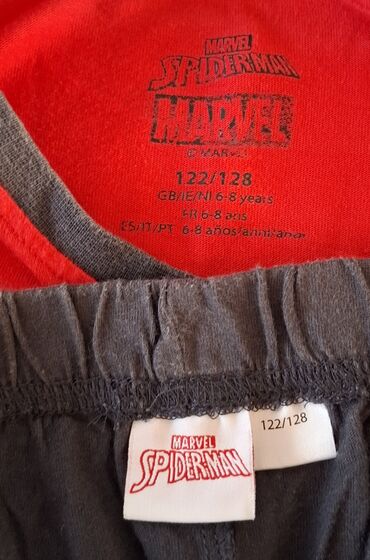 MARVEL
SPIDER-MAN
MARVEL
© MARVEL
122/128
GB/IE/NI 6-8 years
FR 6-8 ans
ES/IT/PT 6-8 años/anni/anos
MARVEL
SPIDER-MAN
122/128